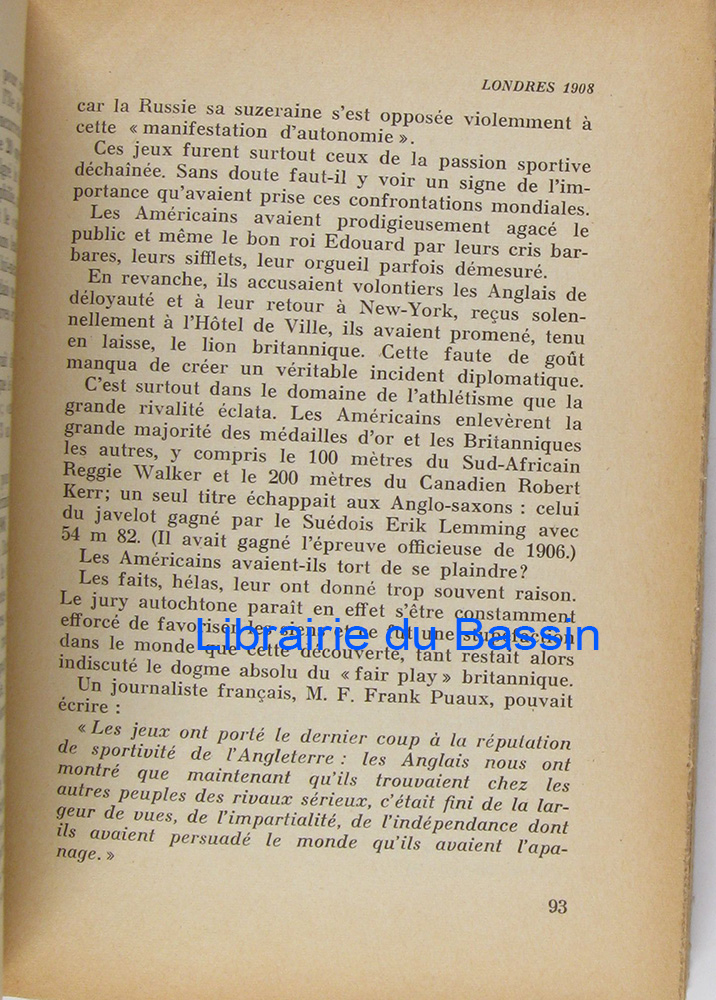 LONDRES 1908
car la Russie sa suzeraine s'est opposée violemment à
cette « manifestation d'autonomie ».
Ces jeux furent surtout ceux de la passion sportive
déchaînée. Sans doute faut-il y voir un signe de l'im-
portance qu'avaient prise ces confrontations mondiales.
Les Américains avaient prodigieusement agacé le
public et même le bon roi Edouard par leurs cris bar-
bares, leurs sifflets, leur orgueil parfois démesuré.
En revanche, ils accusaient volontiers les Anglais de
déloyauté et à leur retour à New-York, reçus solen-
nellement à l'Hôtel de Ville, ils avaient promené, tenu
en laisse, le lion britannique. Cette faute de goût
manqua de créer un véritable incident diplomatique.
C'est surtout dans le domaine de l'athlétisme que la
grande rivalité éclata. Les Américains enlevèrent la
grande majorité des médailles d'or et les Britanniques
les autres, y compris le 100 mètres du Sud-Africain
Reggie Walker et le 200 mètres du Canadien Robert
Kerr; un seul titre échappait aux Anglo-saxons : celui
du javelot gagné par le Suédois Erik Lemming avec
54 m 82. (Il avait gagné l'épreuve officieuse de 1906.)
Les Américains avaient-ils tort de se plaindre?
Les faits, hélas, leur ont donné trop souvent raison.
Le jury autochtone paraît en effet s'être constamment
efforcé de favoriser les siens et ce fut une stupéfaction
Librairie du Bassin
dans le monde que cette découverte, tant restait alors
indiscuté le dogme absolu du « fair play » britannique.
Un journaliste français, M. F. Frank Puaux, pouvait
écrire :
« Les jeux ont porté le dernier coup à la réputation
de sportivité de l'Angleterre : les Anglais nous ont
montré que maintenant qu'ils trouvaient chez les
autres peuples des rivaux sérieux, c'était fini de la lar-
geur de vues, de l'impartialité, de l'indépendance dont
ils avaient persuadé le monde qu'ils avaient l'apa-
nage. »
93